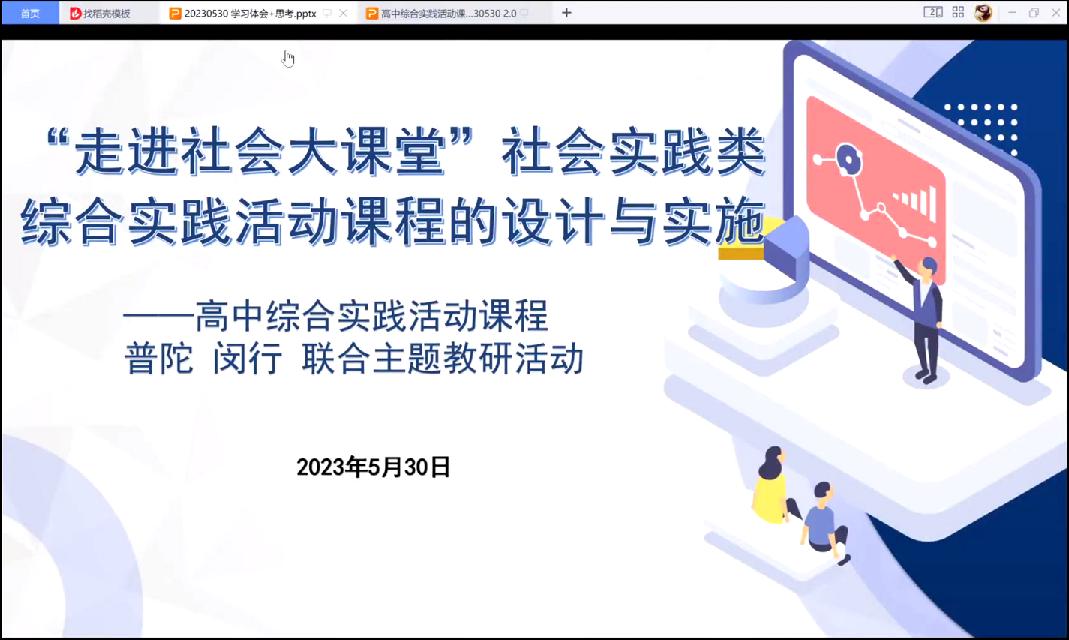 首页
找稻壳模板
20230530 学习体会+思考.pptx
高中综合实践活动课...30530 2.0
“走进社会大课堂”社会实践类
综合实践活动课程的设计与实施
——高中综合实践活动课程
普陀 闵行 联合主题教研活动
2023年5月30日